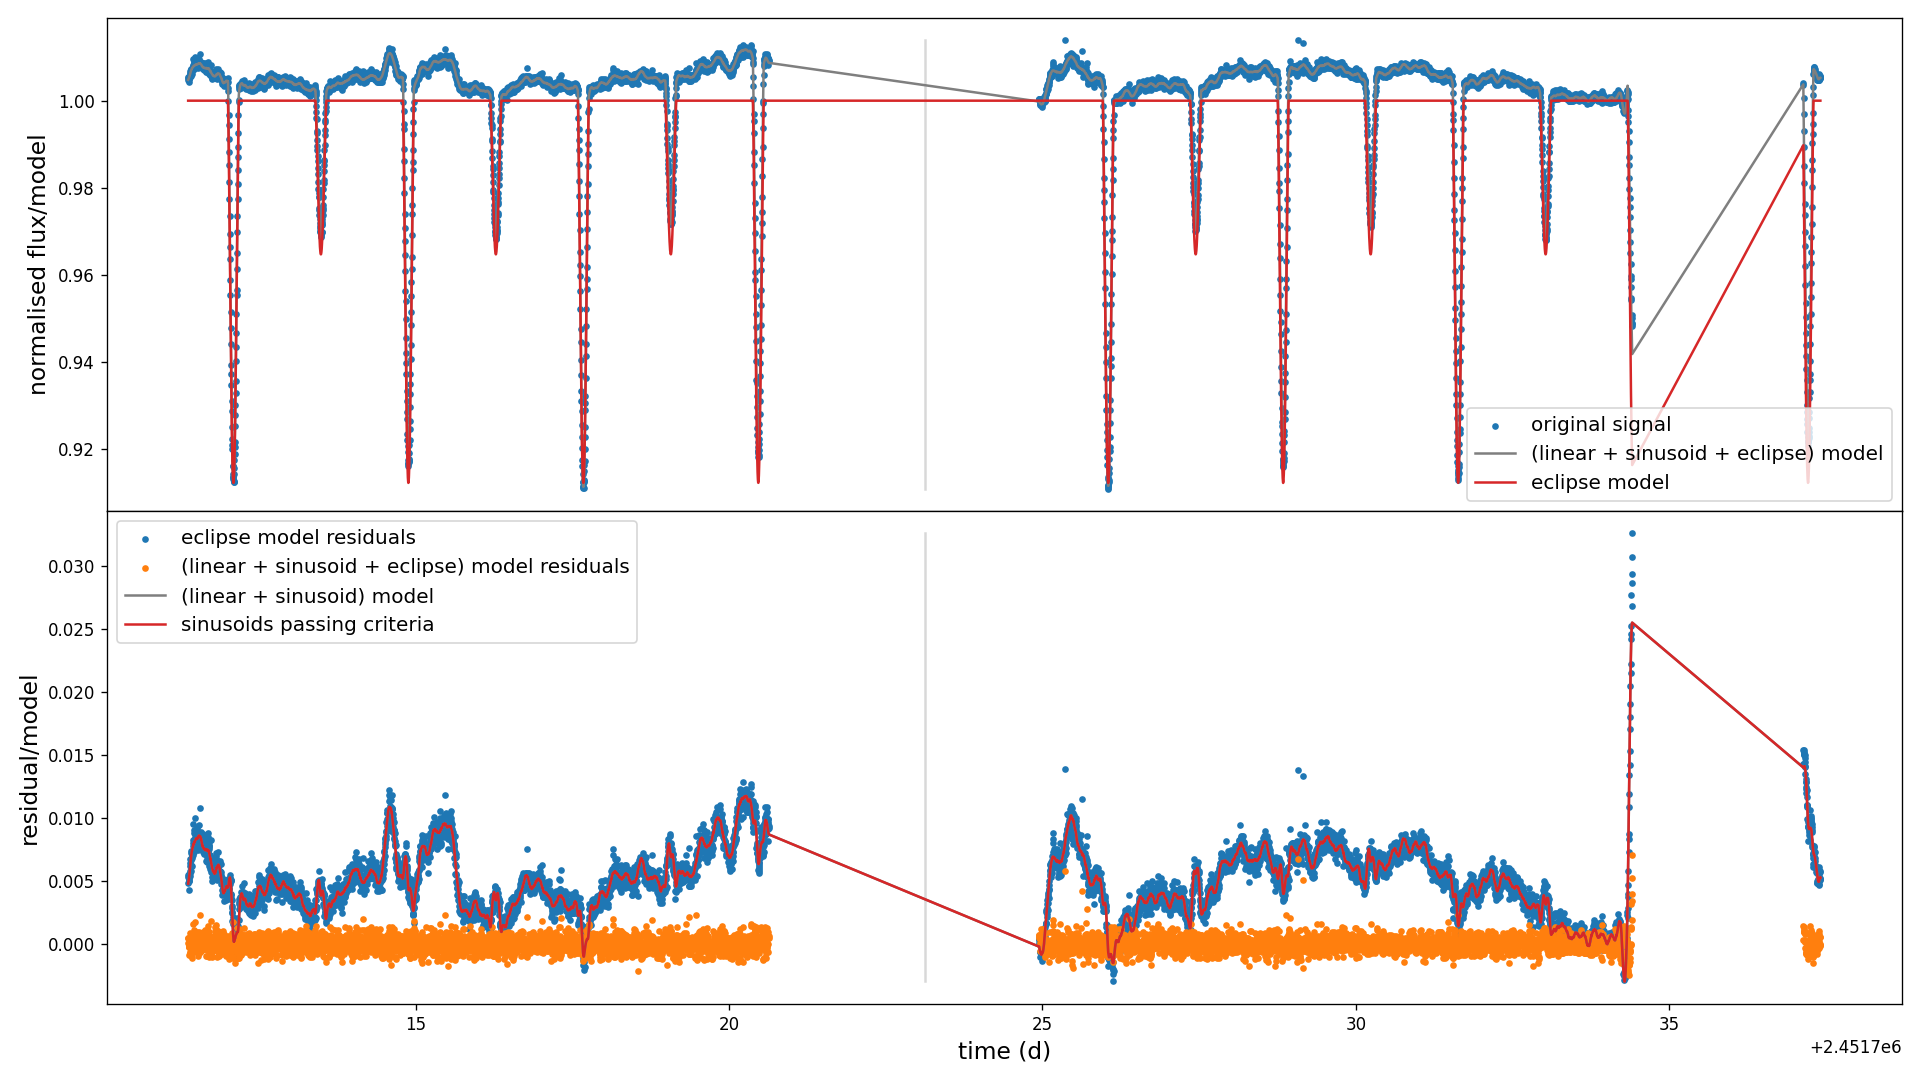 normalised flux/model
1.00
0.98
0.96
0.94
0.92
original signal
(linear + sinusoid + eclipse) model
eclipse model
residual/model
0.030
0.025
0.020
0.015
0.010
0.005
0.000
eclipse model residuals
(linear + sinusoid + eclipse) model residuals
(linear + sinusoid) model
sinusoids passing criteria
15
20
25
30
35
time (d)
+2.4517e6